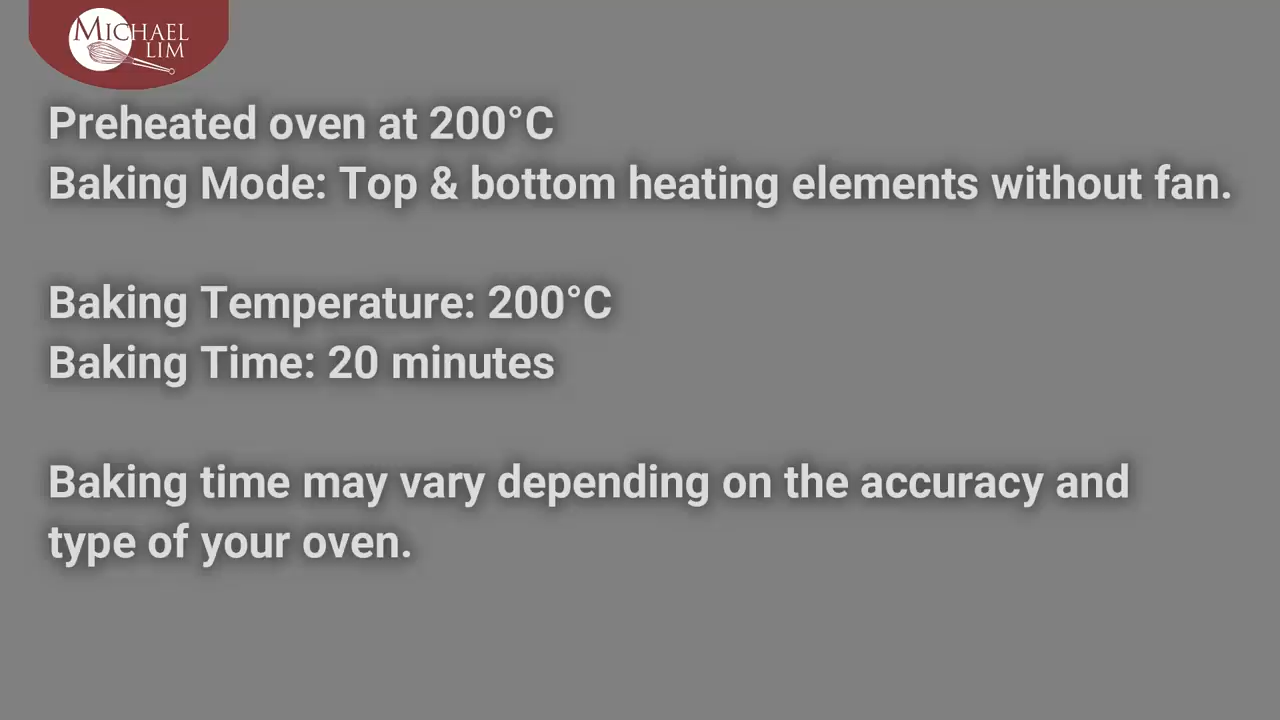 MICHAEL
LIM
Preheated oven at 200°C
Baking Mode: Top & bottom heating elements without fan.
Baking Temperature: 200°C
Baking Time: 20 minutes
Baking time may vary depending on the accuracy and
type of your oven.